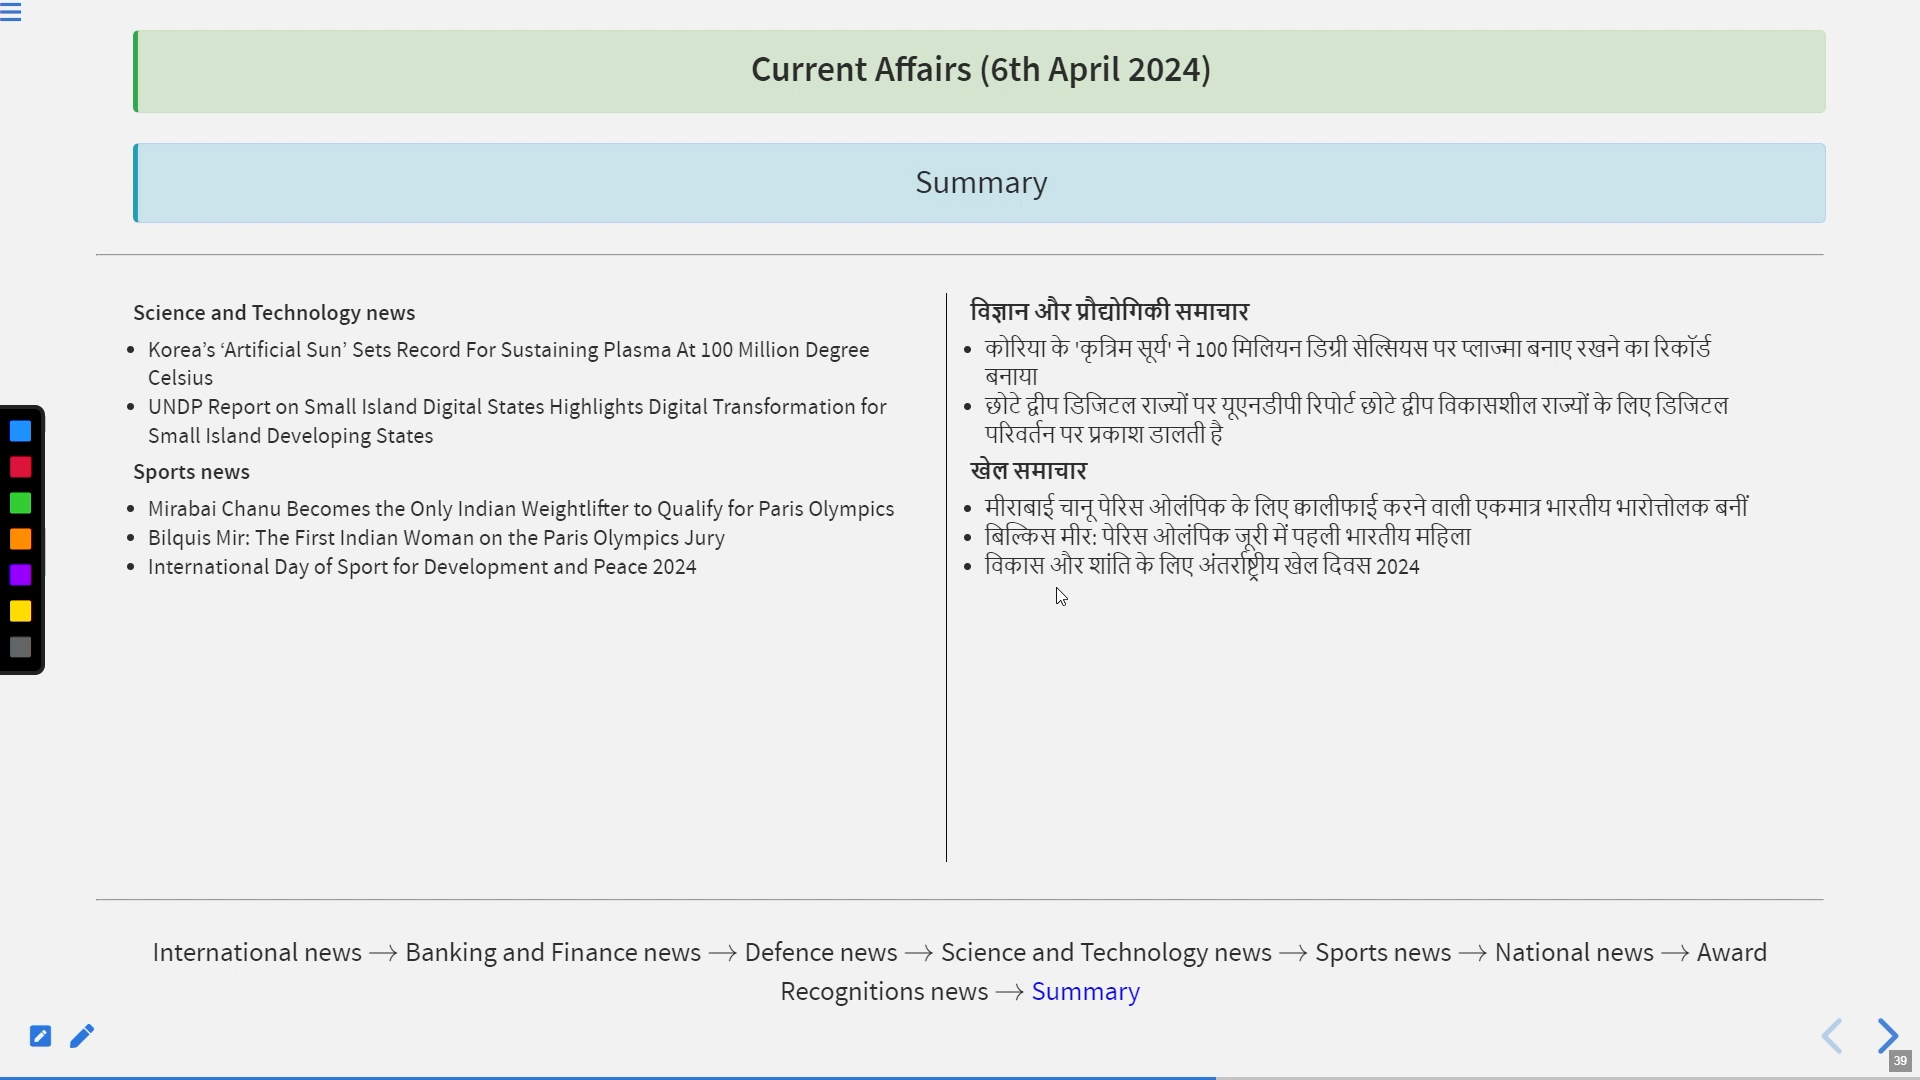 Current Affairs (6th April 2024)
Summary
Science and Technology news
Korea’s ‘Artificial Sun’ Sets Record For Sustaining Plasma At 100 Million Degree
Celsius
UNDP Report on Small Island Digital States Highlights Digital Transformation for
Small Island Developing States
Sports news
Mirabai Chanu Becomes the Only Indian Weightlifter to Qualify for Paris Olympics
Bilquis Mir: The First Indian Woman on the Paris Olympics Jury
International Day of Sport for Development and Peace 2024
विज्ञान और प्रौद्योगिकी समाचार
कोरिया के 'कृत्रिम सूर्य' ने 100 मिलियन डिग्री सेल्सियस पर प्लाज्मा बनाए रखने का रिकॉर्ड
बनाया
छोटे द्वीप डिजिटल राज्यों पर यूएनडीपी रिपोर्ट छोटे द्वीप विकासशील राज्यों के लिए डिजिटल
परिवर्तन पर प्रकाश डालती है
खेल समाचार
मीराबाई चानू पेरिस ओलंपिक के लिए क्वालीफाई करने वाली एकमात्र भारतीय भारोत्तोलक बनीं
बिल्किस मीर: पेरिस ओलंपिक जूरी में पहली भारतीय महिला
विकास और शांति के लिए अंतर्राष्ट्रीय खेल दिवस 2024
International news → Banking and Finance news → Defence news → Science and Technology news → Sports news → National news → Award
Recognitions news → Summary
39